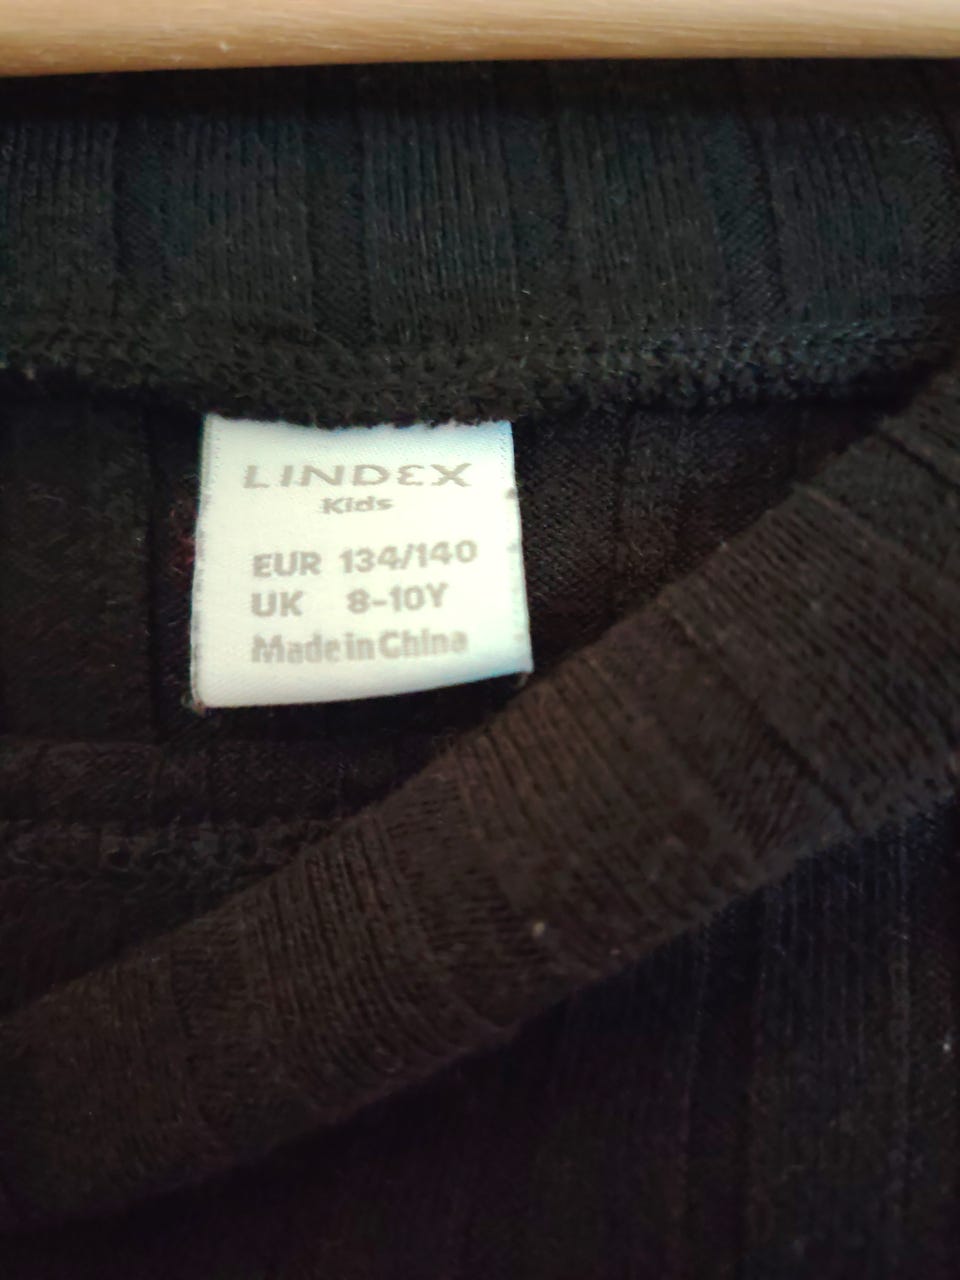 LINDEX
Kids
EUR 134/140
UK 8-10Y
Made in China